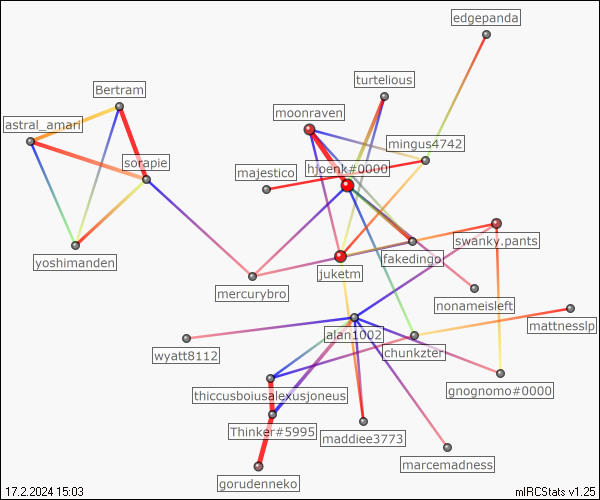 edgepanda
turtelious
Bertram
moonraven
astral_amari
mingus4742
sorapie
hjoenk#0000
majestico
swanky.pants
yoshimanden
fakedingo
juketm
mercurybro
nonameisleft
mattnesslp
alan1002
wyatt8112
chunkzter
gnognomo#0000
thiccusboiusalexusjoneus
Thinker#5995
maddiee3773
marcemadness
gorudenneko
17.2.2024 15:03
mIRCStats v1.25